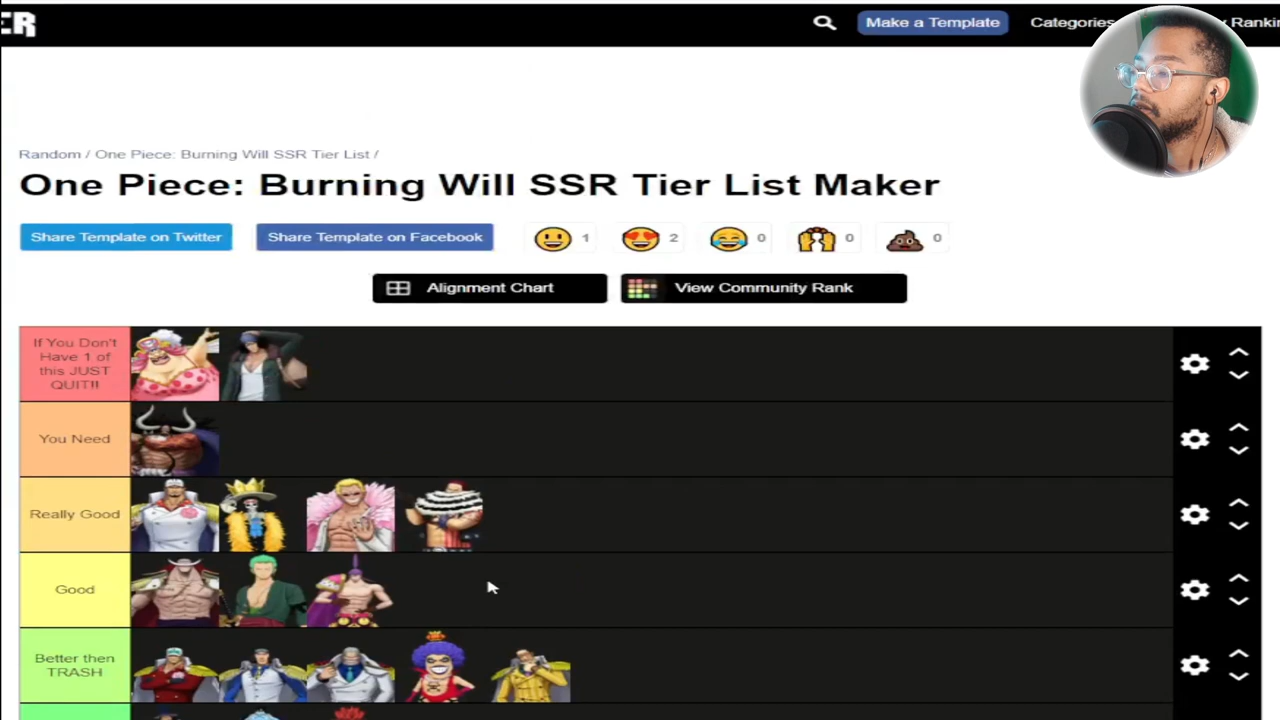 ER
Make a Template
Categories
Rankin
Random / One Piece: Burning Will SSR Tier List /
One Piece: Burning Will SSR Tier List Maker
Share Template on Twitter
Share Template on Facebook
1
2
0
0
0
Alignment Chart
View Community Rank
If You Don't
Have 1 of
this JUST
QUIT!!
You Need
Really Good
Good
Better then
TRASH